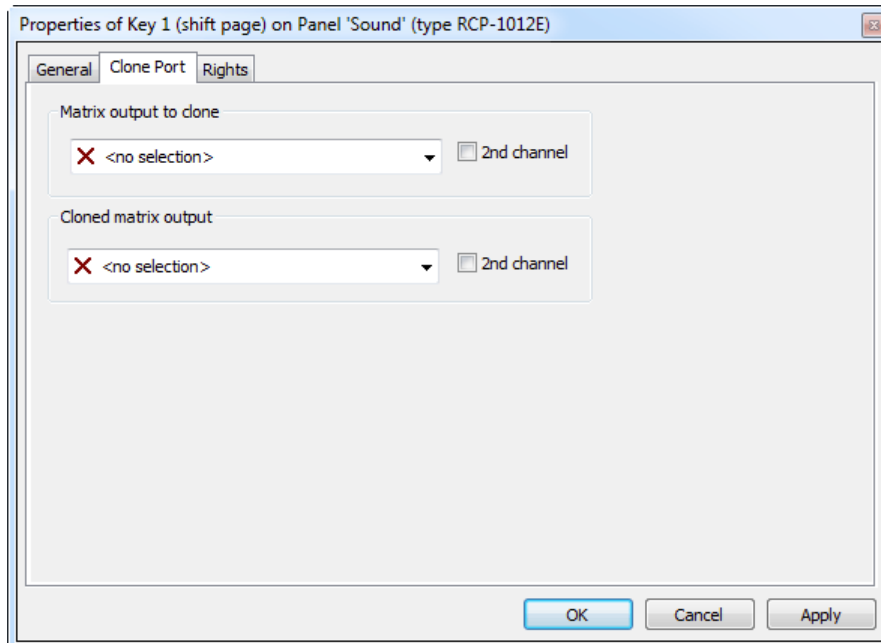 Properties of Key 1 (shift page) on Panel 'Sound' (type RCP-1012E)
General Clone Port Rights
Matrix output to clone
<no selection> 2nd channel
Cloned matrix output
<no selection> 2nd channel
OK Cancel Apply